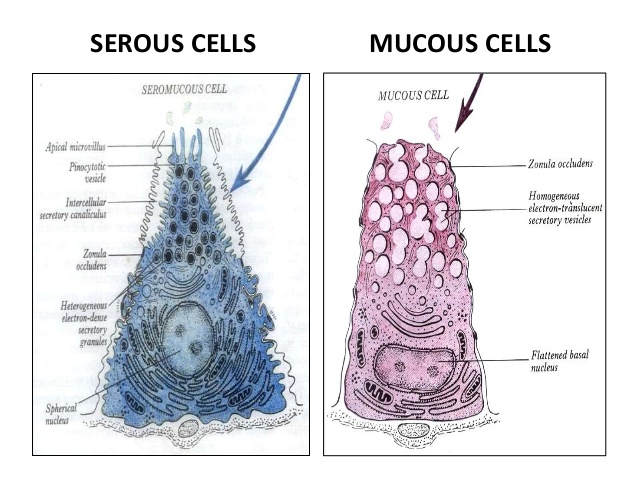 SEROUS CELLS
MUCOUS CELLS
SEROMUCOUS CELL
Apical microvillus
Pinocytotic
vesicle
Intercellular
secretory canaliculus
Zonula
occludens
Heterogeneous
electron-dense
secretory
granules
Spherical
nucleus
MUCOUS CELL
Zonula occludens
Homogeneous
electron-translucent
secretory vesicles
Flattened basal
nucleus